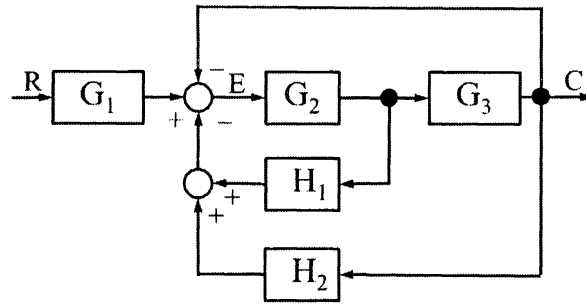 R G₁ + − − E G₂ G₃ C
+ H₁
+ H₂